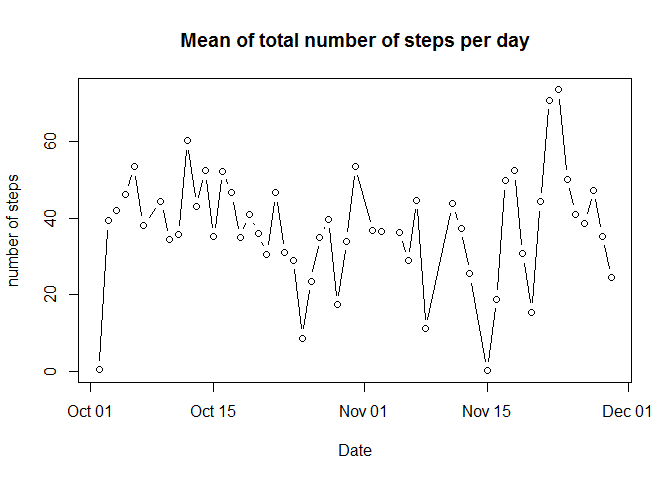 Mean of total number of steps per day
number of steps
60
40
20
0
Oct 01 Oct 15 Nov 01 Nov 15 Dec 01
Date